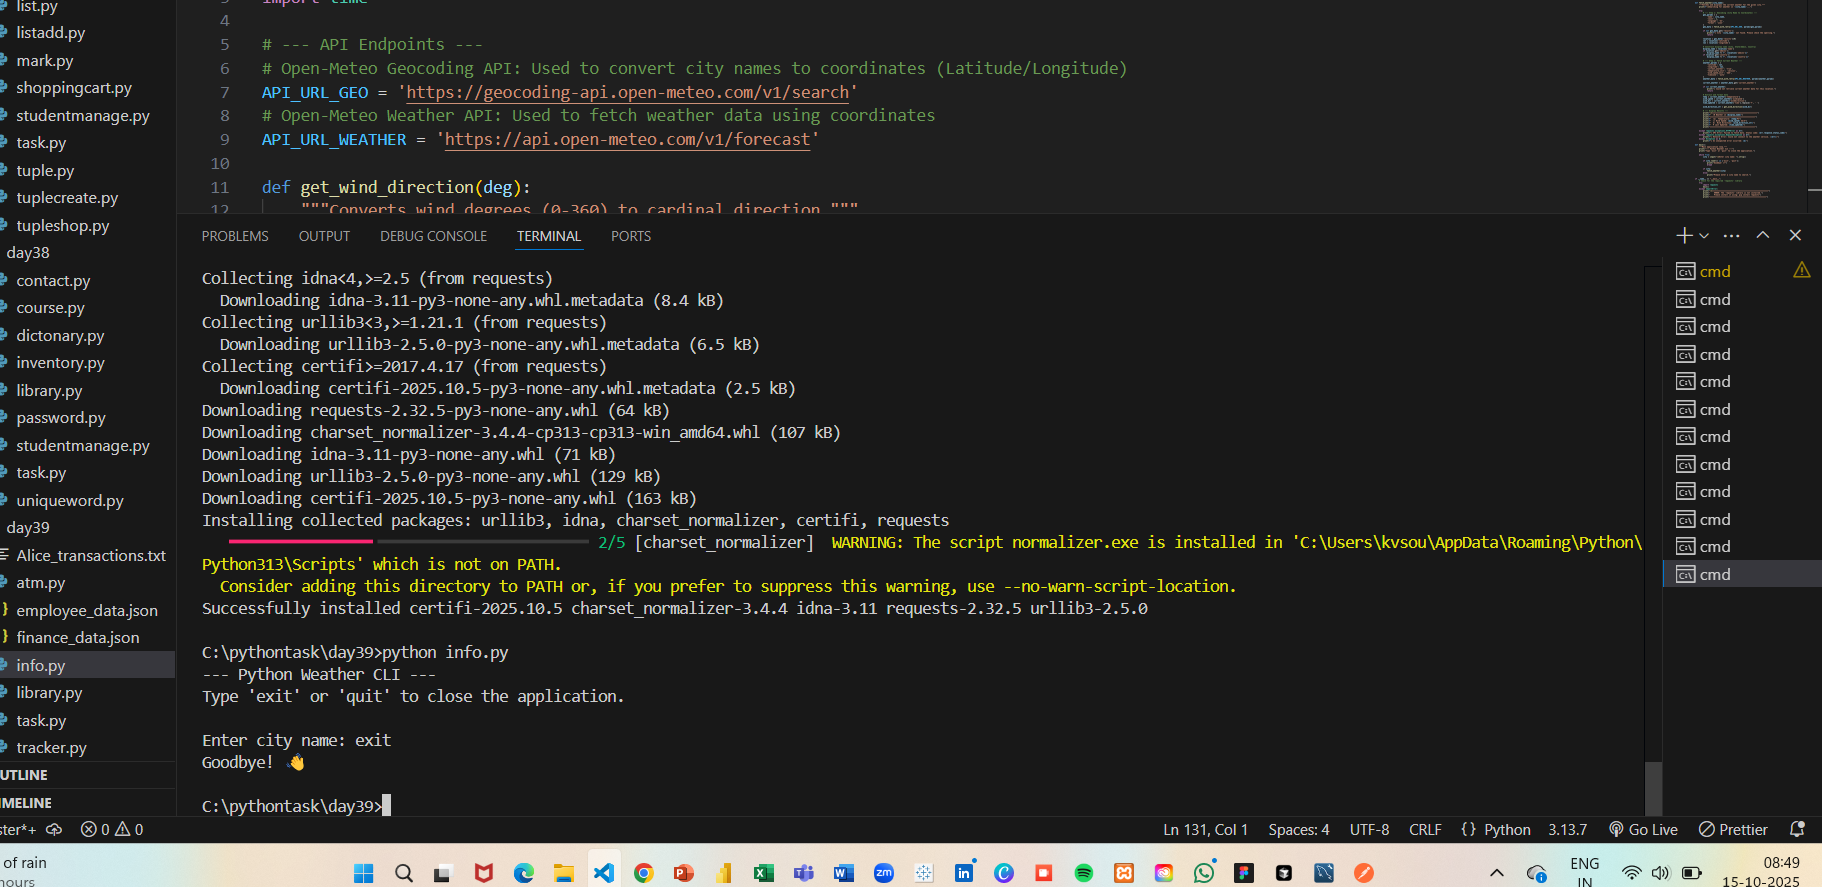 list.py
listadd.py
mark.py
shoppingcart.py
studentmanage.py
task.py
tuple.py
tuplecreate.py
tupleshop.py
day38
contact.py
course.py
dictonary.py
inventory.py
library.py
password.py
studentmanage.py
task.py
uniqueword.py
day39
Alice_transactions.txt
atm.py
employee_data.json
finance_data.json
info.py
library.py
task.py
tracker.py
UTLINE
IMELINE
3 import time
4
5 # --- API Endpoints ---
6 # Open-Meteo Geocoding API: Used to convert city names to coordinates (Latitude/Longitude)
7 API_URL_GEO = 'https://geocoding-api.open-meteo.com/v1/search'
8 # Open-Meteo Weather API: Used to fetch weather data using coordinates
9 API_URL_WEATHER = 'https://api.open-meteo.com/v1/forecast'
10
11 def get_wind_direction(deg):
12 """Converts wind degrees (0-360) to cardinal direction."""
PROBLEMS OUTPUT DEBUG CONSOLE TERMINAL PORTS
Collecting idna<4,>=2.5 (from requests)
Downloading idna-3.11-py3-none-any.whl.metadata (8.4 kB)
Collecting urllib3<3,>=1.21.1 (from requests)
Downloading urllib3-2.5.0-py3-none-any.whl.metadata (6.5 kB)
Collecting certifi>=2017.4.17 (from requests)
Downloading certifi-2025.10.5-py3-none-any.whl.metadata (2.5 kB)
Downloading requests-2.32.5-py3-none-any.whl (64 kB)
Downloading charset_normalizer-3.4.4-cp313-cp313-win_amd64.whl (107 kB)
Downloading idna-3.11-py3-none-any.whl (71 kB)
Downloading urllib3-2.5.0-py3-none-any.whl (129 kB)
Downloading certifi-2025.10.5-py3-none-any.whl (163 kB)
Installing collected packages: urllib3, idna, charset_normalizer, certifi, requests
2/5 [charset_normalizer] WARNING: The script normalizer.exe is installed in 'C:\Users\kvsou\AppData\Roaming\Python\
Python313\Scripts' which is not on PATH.
Consider adding this directory to PATH or, if you prefer to suppress this warning, use --no-warn-script-location.
Successfully installed certifi-2025.10.5 charset_normalizer-3.4.4 idna-3.11 requests-2.32.5 urllib3-2.5.0
C:\pythontask\day39>python info.py
--- Python Weather CLI ---
Type 'exit' or 'quit' to close the application.
Enter city name: exit
Goodbye! 👋
C:\pythontask\day39>
cmd
cmd
cmd
cmd
cmd
cmd
cmd
cmd
cmd
cmd
cmd
cmd
ster*+ 0 0 Ln 131, Col 1 Spaces: 4 UTF-8 CRLF {} Python 3.13.7 Go Live Prettier
of rain
hours
ENG
IN
08:49
15-10-2025